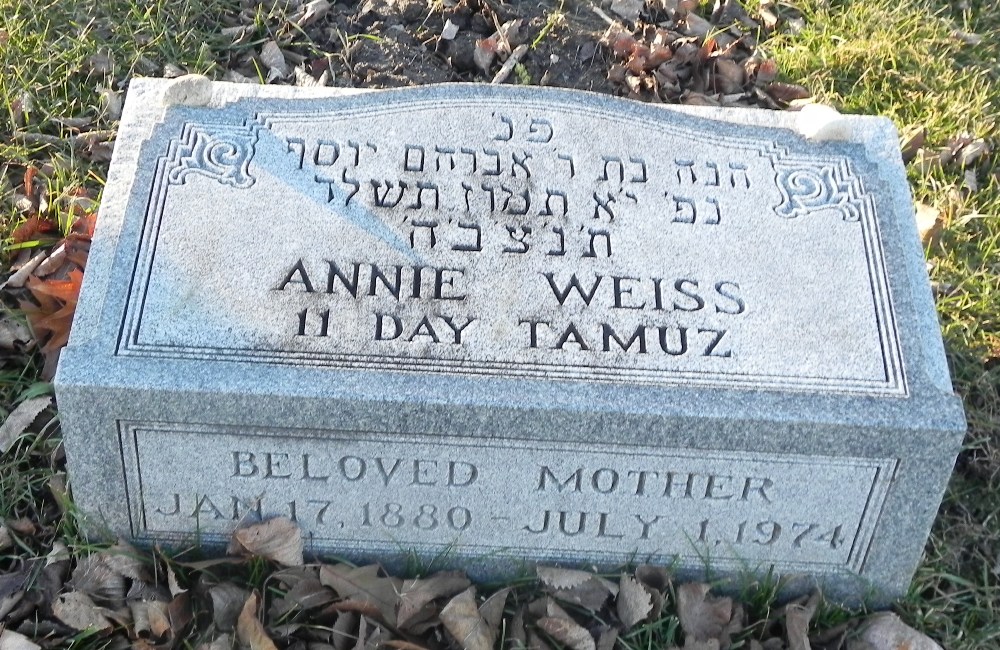 פ׳נ׳
הנה בת ר׳ אברהם יוסף
נפ׳ י״א תמוז תשלד
ת׳נ׳צ׳ב׳ה׳
ANNIE WEISS
11 DAY TAMUZ
BELOVED MOTHER
JAN 17, 1880 - JULY 1, 1974